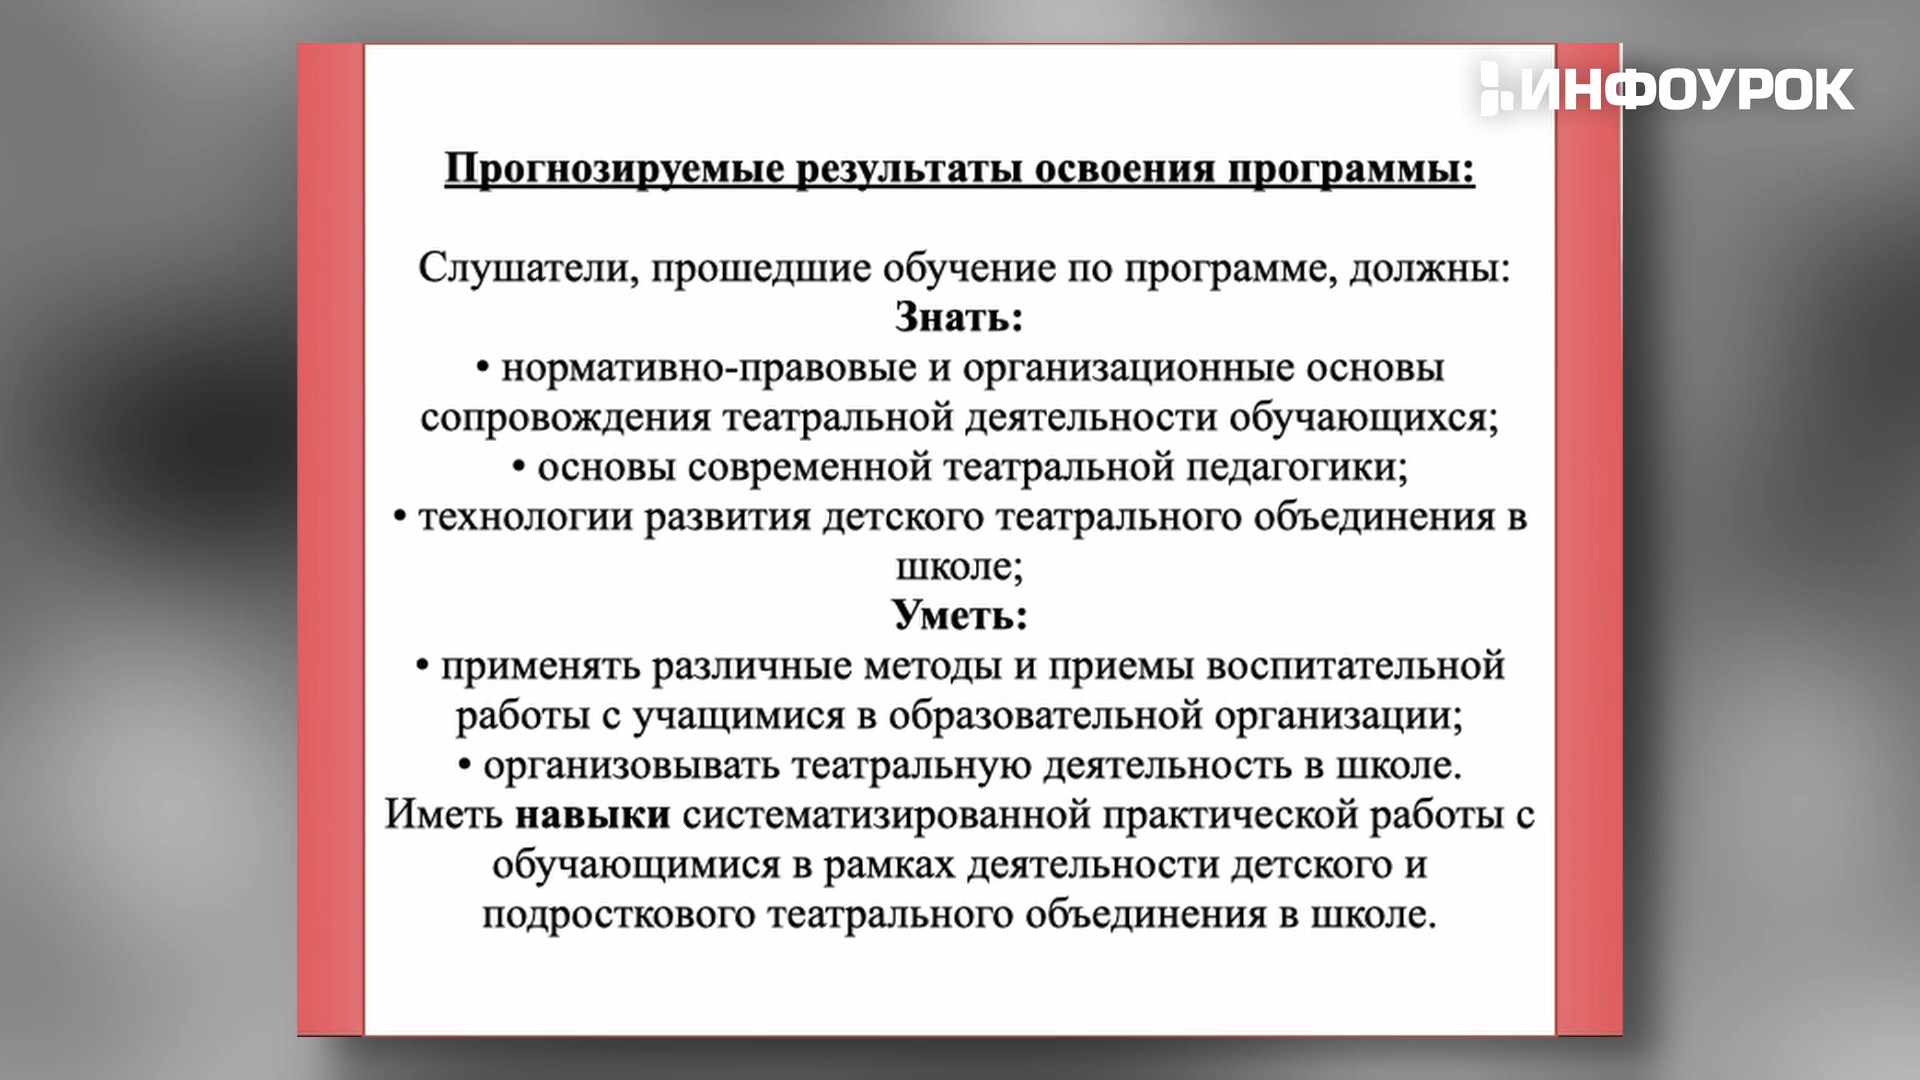 ИНФОУРОК
Прогнозируемые результаты освоения программы:
Слушатели, прошедшие обучение по программе, должны:
Знать:
• нормативно-правовые и организационные основы
сопровождения театральной деятельности обучающихся;
• основы современной театральной педагогики;
• технологии развития детского театрального объединения в
школе;
Уметь:
• применять различные методы и приемы воспитательной
работы с учащимися в образовательной организации;
• организовывать театральную деятельность в школе.
Иметь навыки систематизированной практической работы с
обучающимися в рамках деятельности детского и
подросткового театрального объединения в школе.